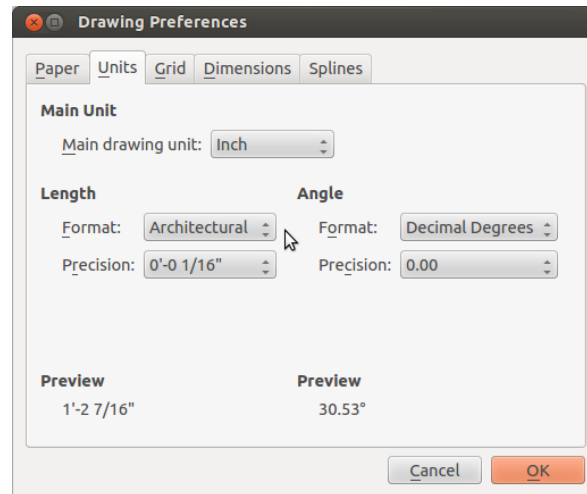 Drawing Preferences
Paper Units Grid Dimensions Splines
Main Unit
Main drawing unit: Inch
Length Angle
Format: Architectural Format: Decimal Degrees
Precision: 0'-0 1/16" Precision: 0.00
Preview Preview
1'-2 7/16" 30.53°
Cancel OK